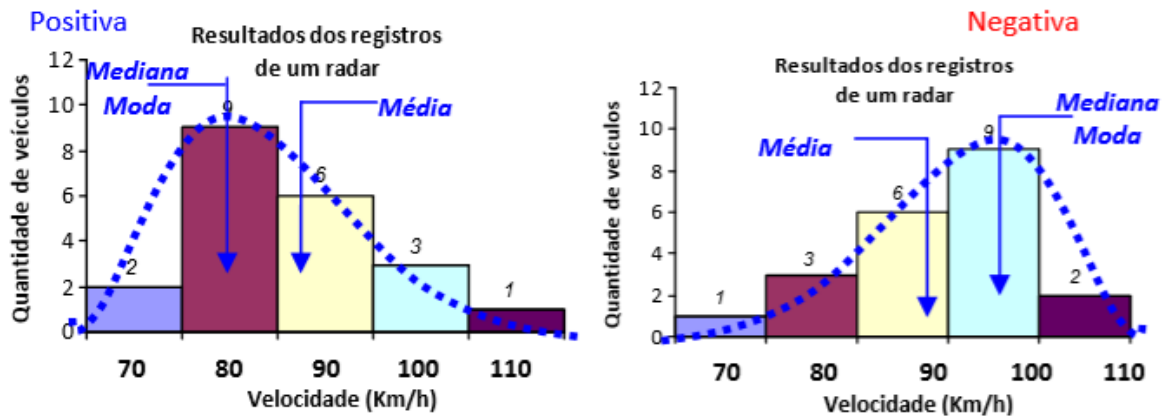 Positiva
Resultados dos registros
de um radar
Quantidade de veículos
12
10
8
6
4
2
0
Mediana
Moda
Média
2
9
6
3
1
70 80 90 100 110
Velocidade (Km/h)
Negativa
Resultados dos registros
de um radar
Quantidade de veículos
12
10
8
6
4
2
0
Média
Mediana
Moda
1
3
6
9
2
70 80 90 100 110
Velocidade (Km/h)